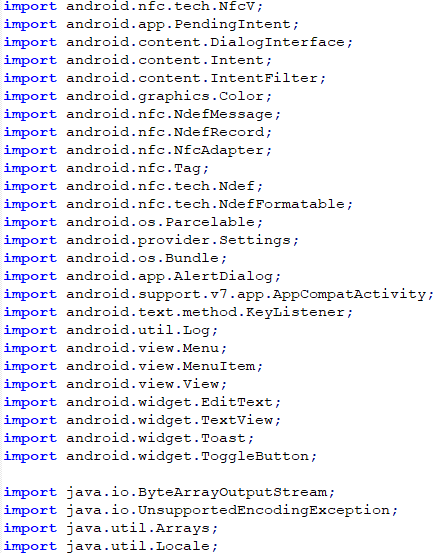 import android.nfc.tech.NfcV;
import android.app.PendingIntent;
import android.content.DialogInterface;
import android.content.Intent;
import android.content.IntentFilter;
import android.graphics.Color;
import android.nfc.NdefMessage;
import android.nfc.NdefRecord;
import android.nfc.NfcAdapter;
import android.nfc.Tag;
import android.nfc.tech.Ndef;
import android.nfc.tech.NdefFormatable;
import android.os.Parcelable;
import android.provider.Settings;
import android.os.Bundle;
import android.app.AlertDialog;
import android.support.v7.app.AppCompatActivity;
import android.text.method.KeyListener;
import android.util.Log;
import android.view.Menu;
import android.view.MenuItem;
import android.view.View;
import android.widget.EditText;
import android.widget.TextView;
import android.widget.Toast;
import android.widget.ToggleButton;

import java.io.ByteArrayOutputStream;
import java.io.UnsupportedEncodingException;
import java.util.Arrays;
import java.util.Locale;